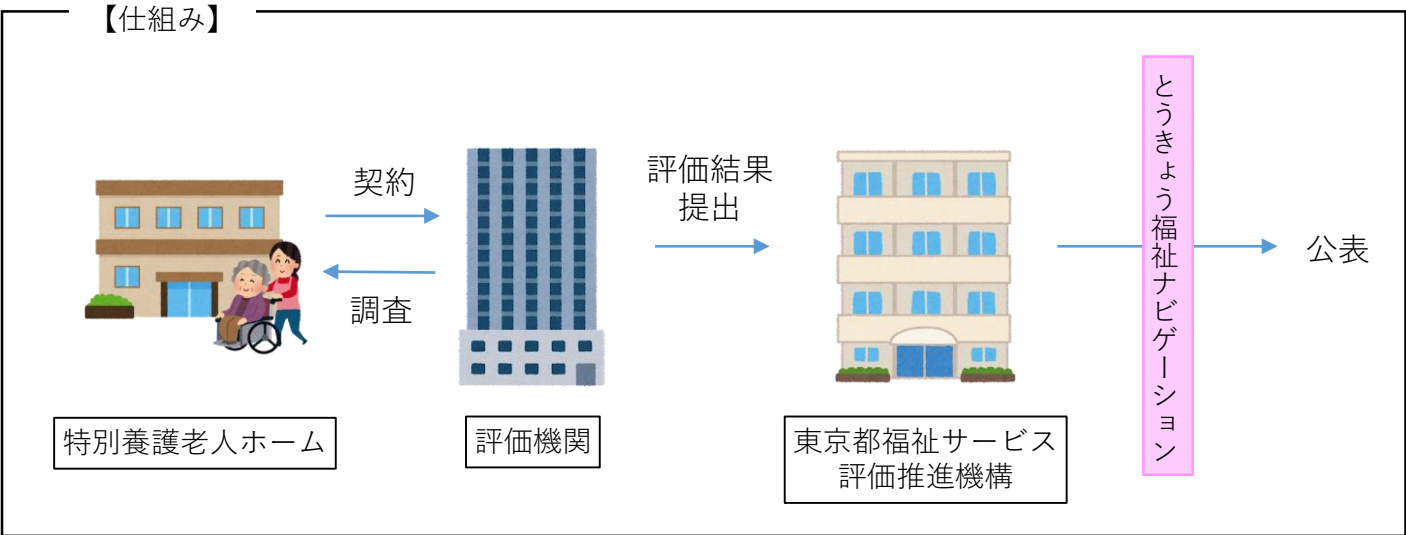 【仕組み】
契約
調査
評価結果
提出
とうきょう福祉ナビゲーション
公表
特別養護老人ホーム
評価機関
東京都福祉サービス
評価推進機構